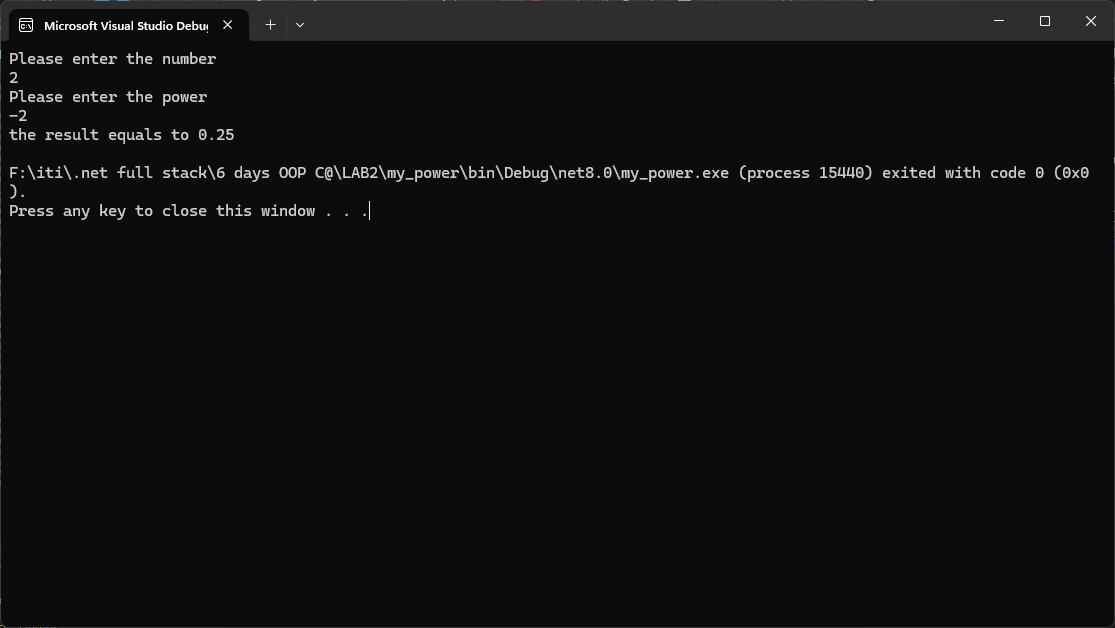 Microsoft Visual Studio Debug
Please enter the number
2
Please enter the power
-2
the result equals to 0.25
F:\iti\.net full stack\6 days OOP C@\LAB2\my_power\bin\Debug\net8.0\my_power.exe (process 15440) exited with code 0 (0x0
).
Press any key to close this window . . .